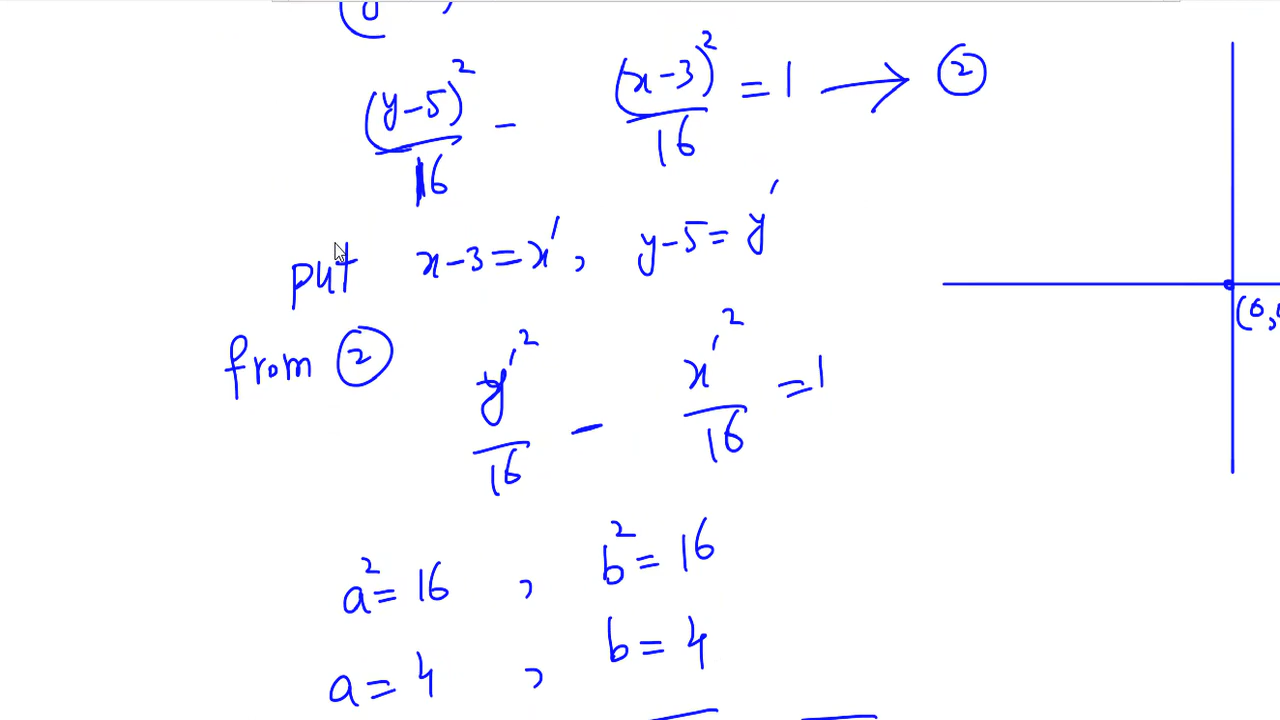 (y-5)²/16 - (x-3)²/16 = 1 → ②
put x-3=x', y-5=y'
from ② y'²/16 - x'²/16 = 1
a²=16 , b²=16
a=4 , b=4